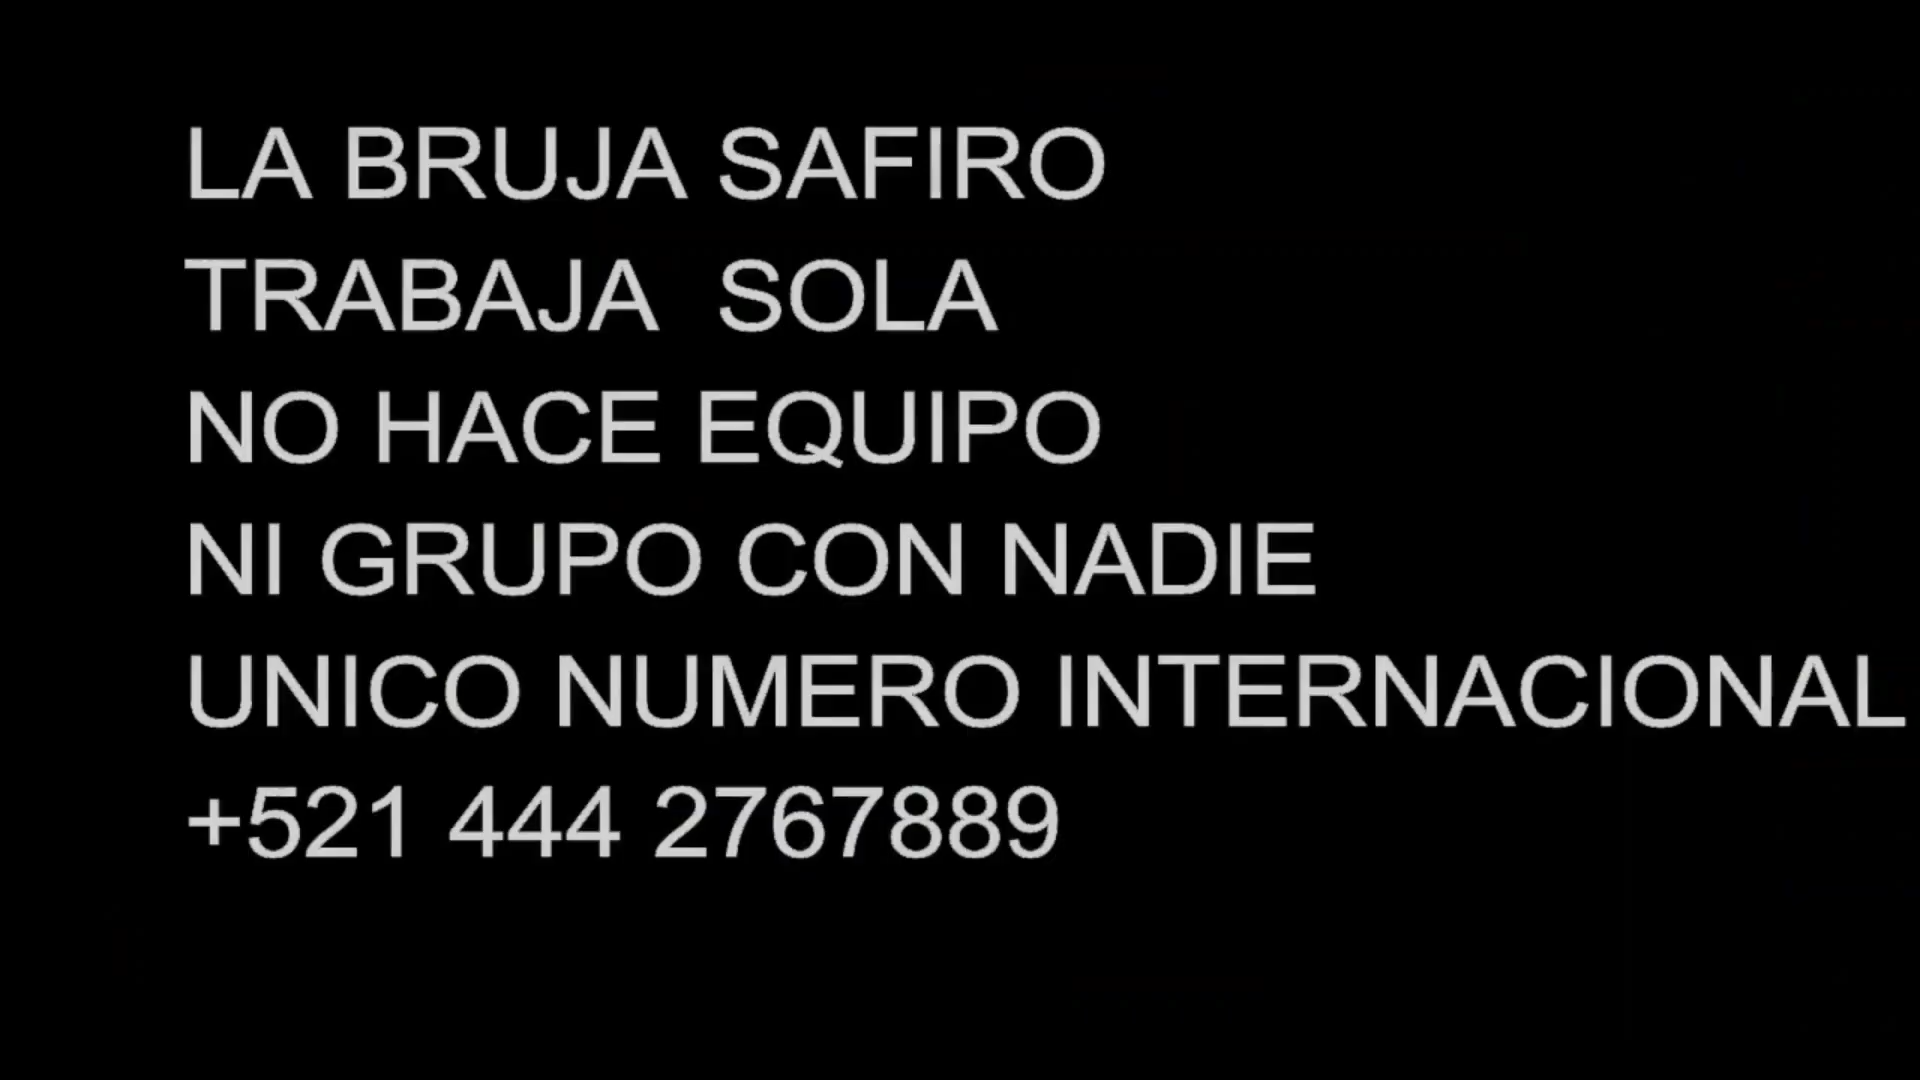 LA BRUJA SAFIRO
TRABAJA  SOLA
NO HACE EQUIPO
NI GRUPO CON NADIE
UNICO NUMERO INTERNACIONAL
+521 444 2767889